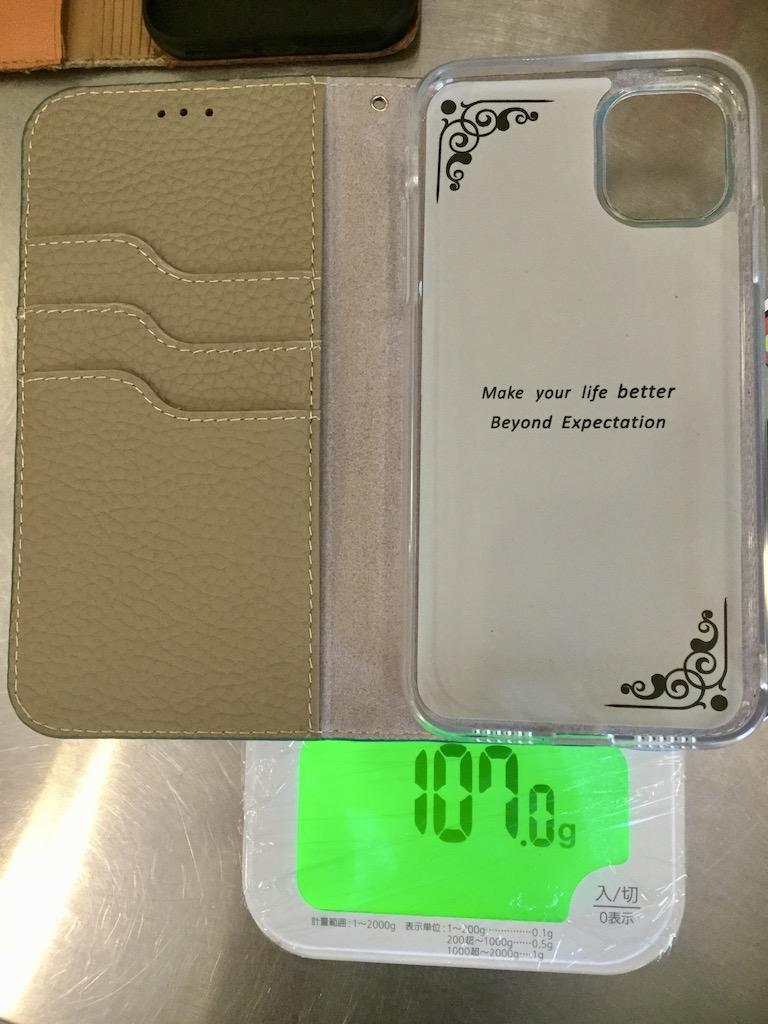 Make your life better
Beyond Expectation
107.0g
入/切
0表示
計量範囲:1～2000g 表示単位:1～200g……………0.1g
200超～1000g……0.5g
1000超～2000g…1g